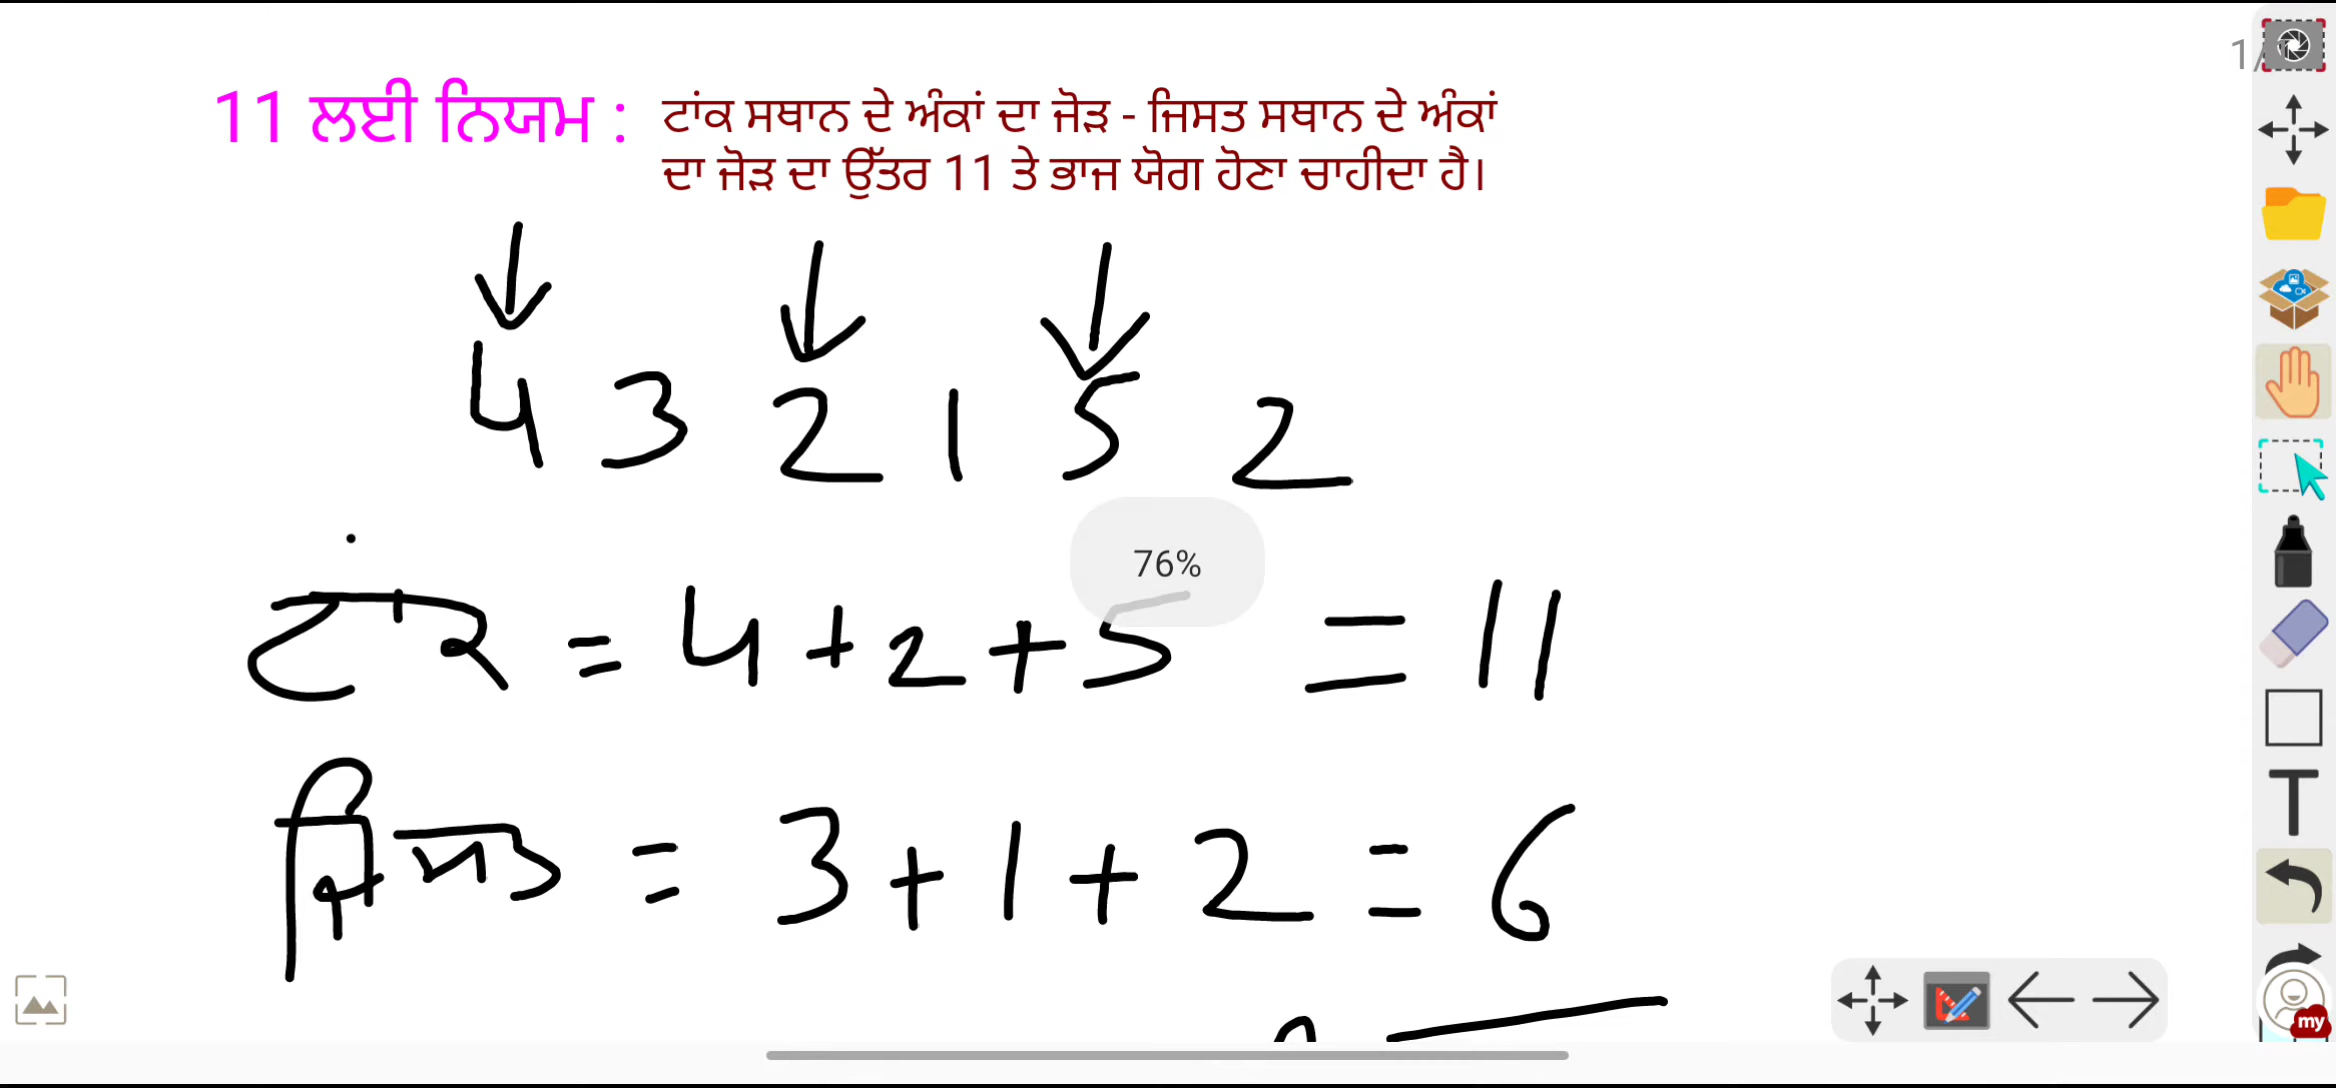 11 ਲਈ ਨਿਯਮ : ਟਾਂਕ ਸਥਾਨ ਦੇ ਅੰਕਾਂ ਦਾ ਜੋੜ - ਜਿਸਤ ਸਥਾਨ ਦੇ ਅੰਕਾਂ
ਦਾ ਜੋੜ ਦਾ ਉੱਤਰ 11 ਤੇ ਭਾਜ ਯੋਗ ਹੋਣਾ ਚਾਹੀਦਾ ਹੈ।
4 3 2 1 5 2
76%
ਟਾਂਕ = 4 + 2 + 5 = 11
ਜਿਸਤ = 3 + 1 + 2 = 6
my